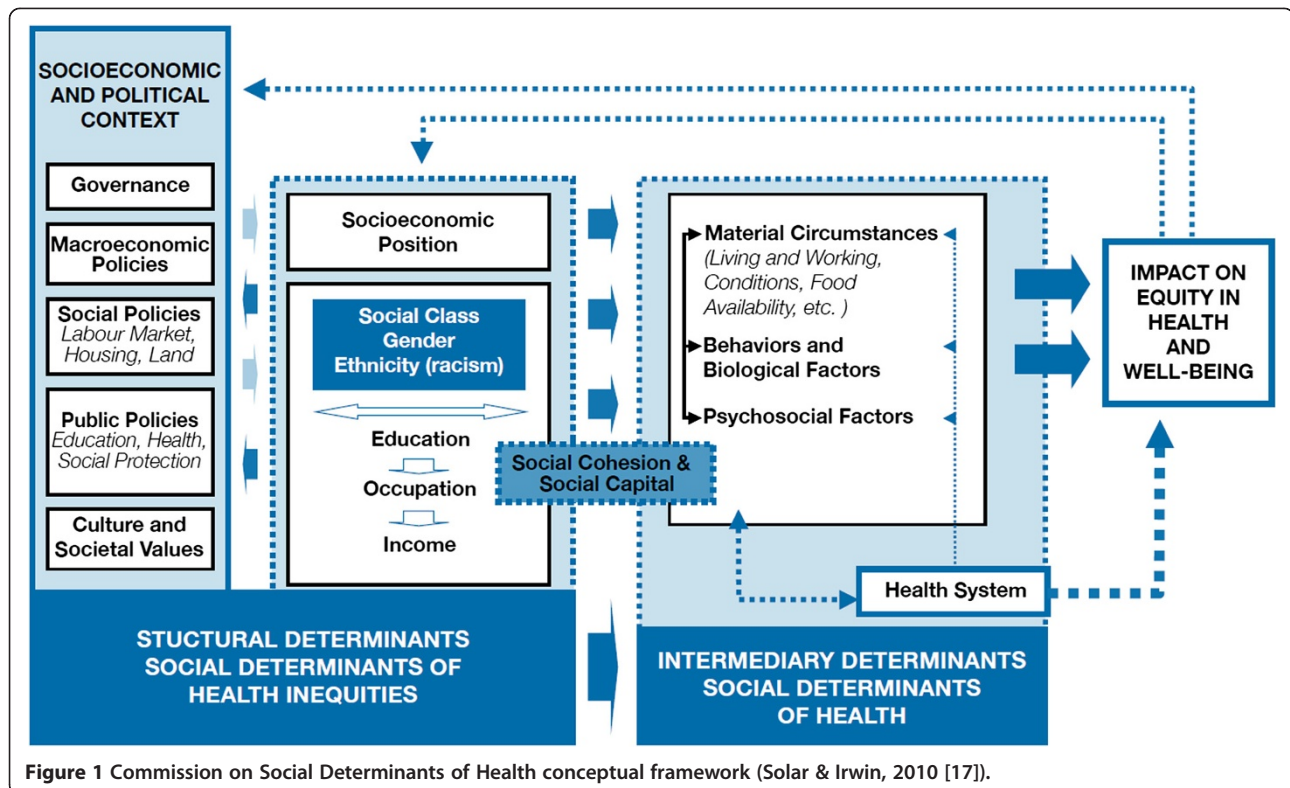 SOCIOECONOMIC
AND POLITICAL
CONTEXT
Governance
Macroeconomic
Policies
Social Policies
Labour Market,
Housing, Land
Public Policies
Education, Health,
Social Protection
Culture and
Societal Values
Socioeconomic
Position
Social Class
Gender
Ethnicity (racism)
Education
Occupation
Income
Social Cohesion &
Social Capital
Material Circumstances
(Living and Working,
Conditions, Food
Availability, etc. )
Behaviors and
Biological Factors
Psychosocial Factors
Health System
IMPACT ON
EQUITY IN
HEALTH
AND
WELL-BEING
STUCTURAL DETERMINANTS
SOCIAL DETERMINANTS OF
HEALTH INEQUITIES
INTERMEDIARY DETERMINANTS
SOCIAL DETERMINANTS
OF HEALTH
Figure 1 Commission on Social Determinants of Health conceptual framework (Solar & Irwin, 2010 [17]).